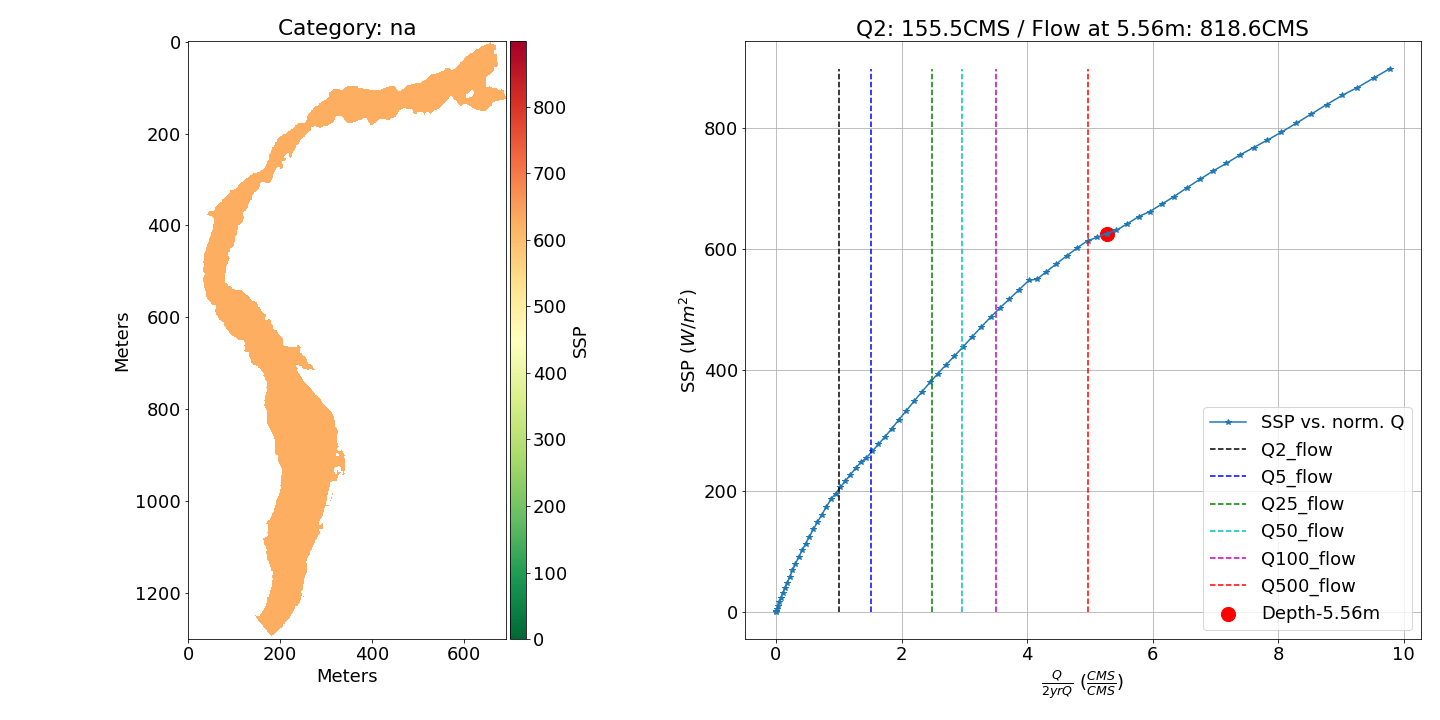 Category: na
0
200
400
600
800
1000
1200
Meters
0
200
400
600
Meters
800
700
600
500
400
300
200
100
0
SSP
Q2: 155.5CMS / Flow at 5.56m: 818.6CMS
800
600
400
200
0
SSP (W/m²)
0
2
4
6
8
10
Q/2yrQ (CMS/CMS)
SSP vs. norm. Q
Q2_flow
Q5_flow
Q25_flow
Q50_flow
Q100_flow
Q500_flow
Depth-5.56m